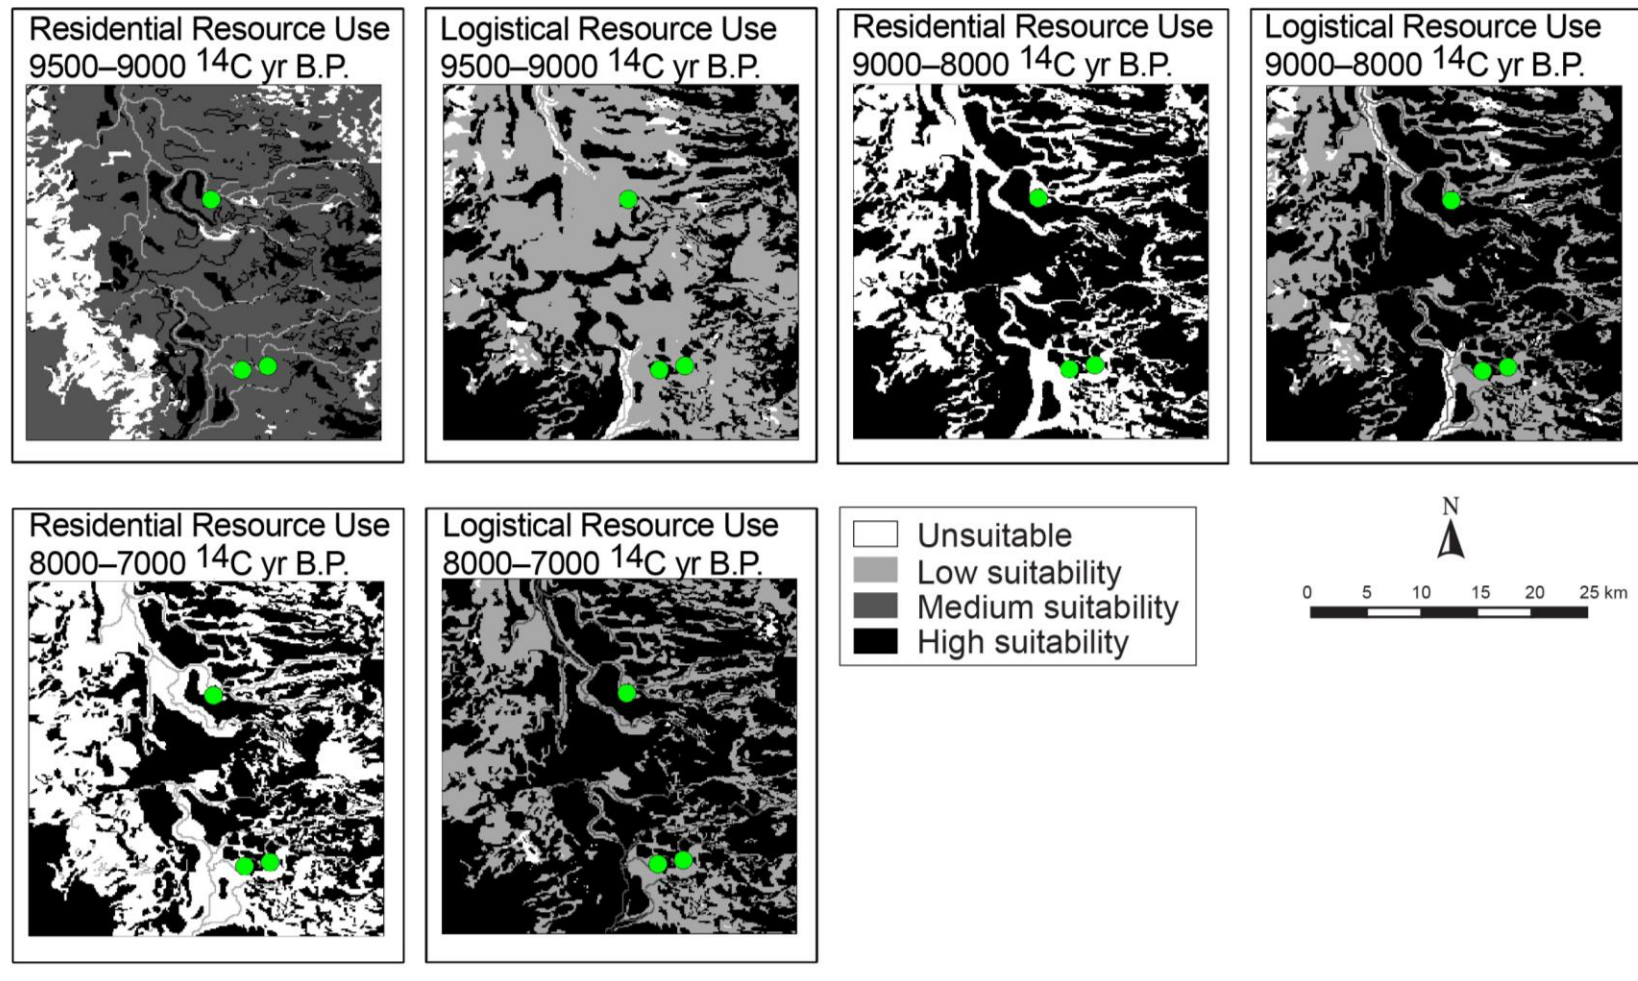 Residential Resource Use
9500–9000 14C yr B.P.
Logistical Resource Use
9500–9000 14C yr B.P.
Residential Resource Use
9000–8000 14C yr B.P.
Logistical Resource Use
9000–8000 14C yr B.P.
Residential Resource Use
8000–7000 14C yr B.P.
Logistical Resource Use
8000–7000 14C yr B.P.
Unsuitable
Low suitability
Medium suitability
High suitability
N
0 5 10 15 20 25 km